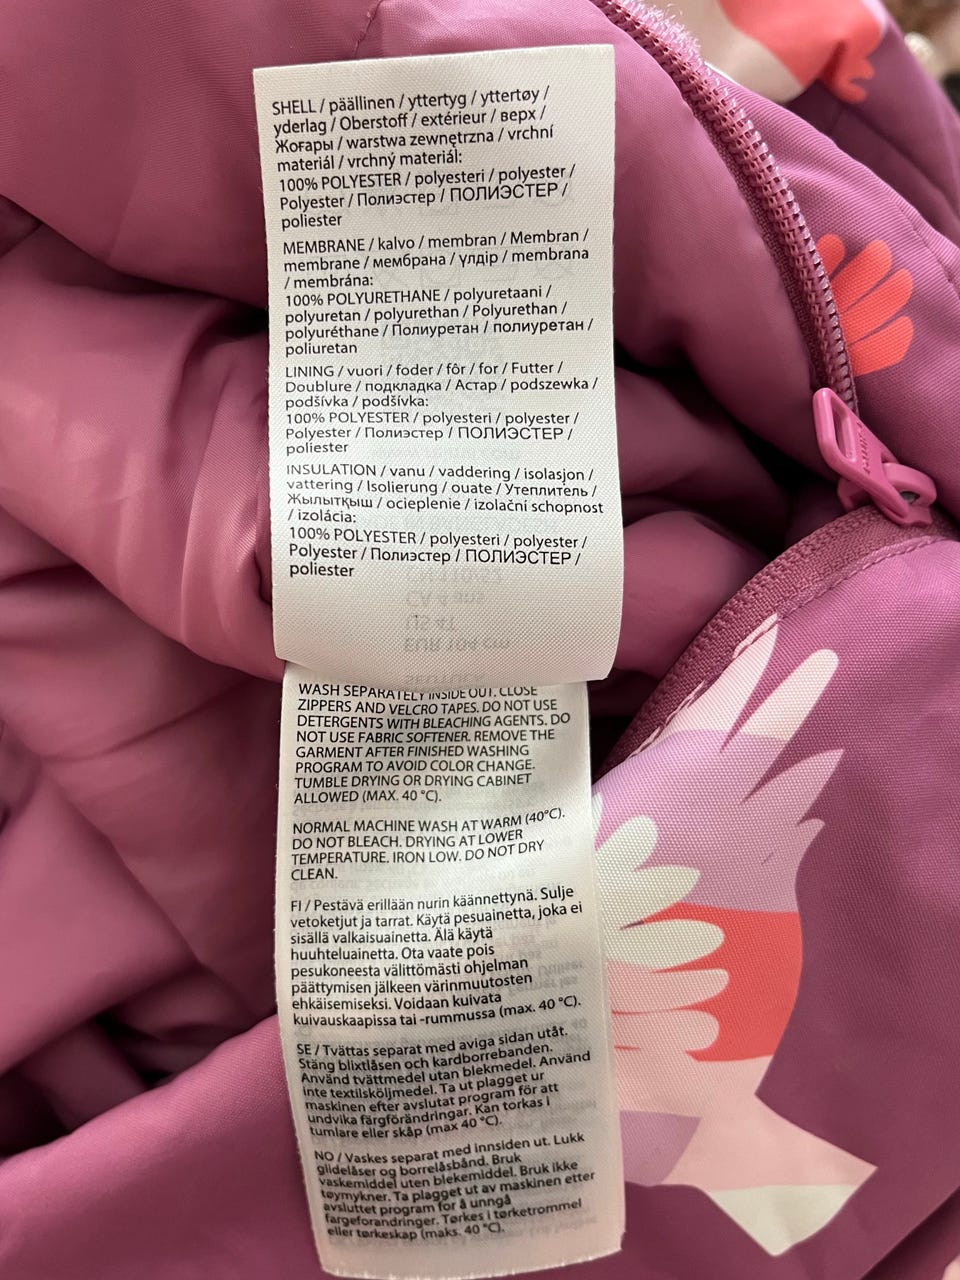 SHELL / päällinen / yttertyg / yttertøy /
yderlag / Oberstoff / extérieur / верх /
Жоғары / warstwa zewnętrzna / vrchní
materiál / vrchný materiál:
100% POLYESTER / polyesteri / polyester /
Polyester / Полиэстер / ПОЛИЭСТЕР /
poliester
MEMBRANE / kalvo / membran / Membran /
membrane / мембрана / үлдір / membrana
/ membrána:
100% POLYURETHANE / polyuretaani /
polyuretan / polyurethan / Polyurethan /
polyuréthane / Полиуретан / полиуретан /
poliuretan
LINING / vuori / foder / fôr / for / Futter /
Doublure / подкладка / Астар / podszewka /
podšívka / podšívka:
100% POLYESTER / polyesteri / polyester /
Polyester / Полиэстер / ПОЛИЭСТЕР /
poliester
INSULATION / vanu / vaddering / isolasjon /
vattering / Isolierung / ouate / Утеплитель /
Жылытқыш / ocieplenie / izolační schopnost
/ izolácia:
100% POLYESTER / polyesteri / polyester /
Polyester / Полиэстер / ПОЛИЭСТЕР /
poliester
CA 4 ans
US 4T
EUR 104 cm
WASH SEPARATELY INSIDE OUT. CLOSE
ZIPPERS AND VELCRO TAPES. DO NOT USE
DETERGENTS WITH BLEACHING AGENTS. DO
NOT USE FABRIC SOFTENER. REMOVE THE
GARMENT AFTER FINISHED WASHING
PROGRAM TO AVOID COLOR CHANGE.
TUMBLE DRYING OR DRYING CABINET
ALLOWED (MAX. 40 °C).
NORMAL MACHINE WASH AT WARM (40°C).
DO NOT BLEACH. DRYING AT LOWER
TEMPERATURE. IRON LOW. DO NOT DRY
CLEAN.
FI / Pestävä erillään nurin käännettynä. Sulje
vetoketjut ja tarrat. Käytä pesuainetta, joka ei
sisällä valkaisuainetta. Älä käytä
huuhteluainetta. Ota vaate pois
pesukoneesta välittömästi ohjelman
päättymisen jälkeen värinmuutosten
ehkäisemiseksi. Voidaan kuivata
kuivauskaapissa tai -rummussa (max. 40 °C).
SE / Tvättas separat med aviga sidan utåt.
Stäng blixtlåsen och kardborrebanden.
Använd tvättmedel utan blekmedel. Använd
inte textilsköljmedel. Ta ut plagget ur
maskinen efter avslutat program för att
undvika färgförändringar. Kan torkas i
tumlare eller skåp (max 40 °C).
NO / Vaskes separat med innsiden ut. Lukk
glidelåser og borrelåsbånd. Bruk
vaskemiddel uten blekemiddel. Bruk ikke
tøymykner. Ta plagget ut av maskinen etter
avsluttet program for å unngå
fargeforandringer. Tørkes i tørketrommel
eller tørkeskap (maks. 40 °C).